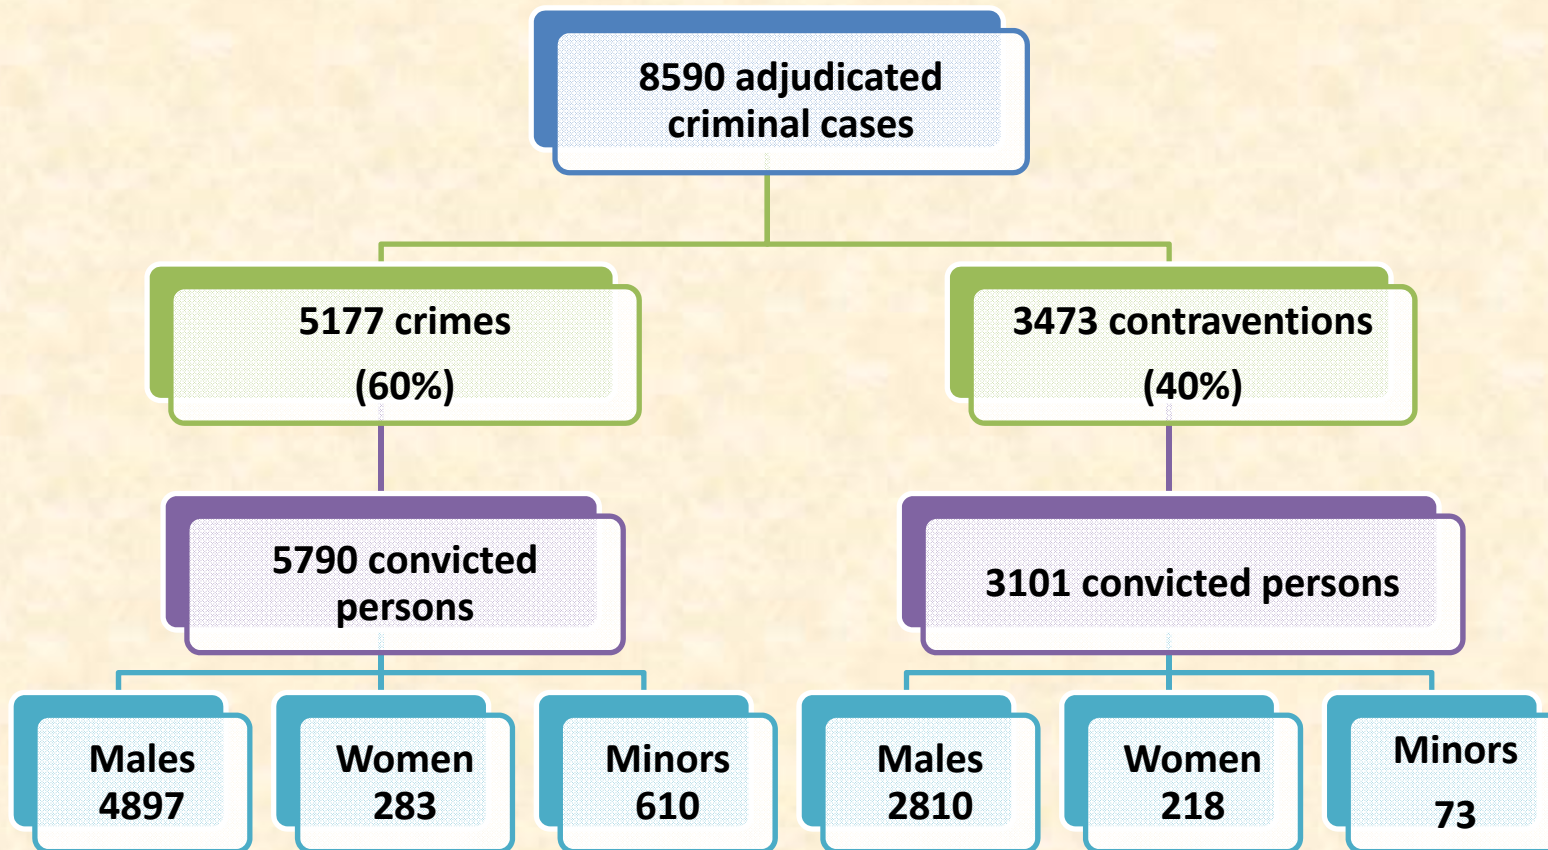 8590 adjudicated
criminal cases
5177 crimes
(60%)
3473 contraventions
(40%)
5790 convicted
persons
3101 convicted persons
Males
4897
Women
283
Minors
610
Males
2810
Women
218
Minors
73